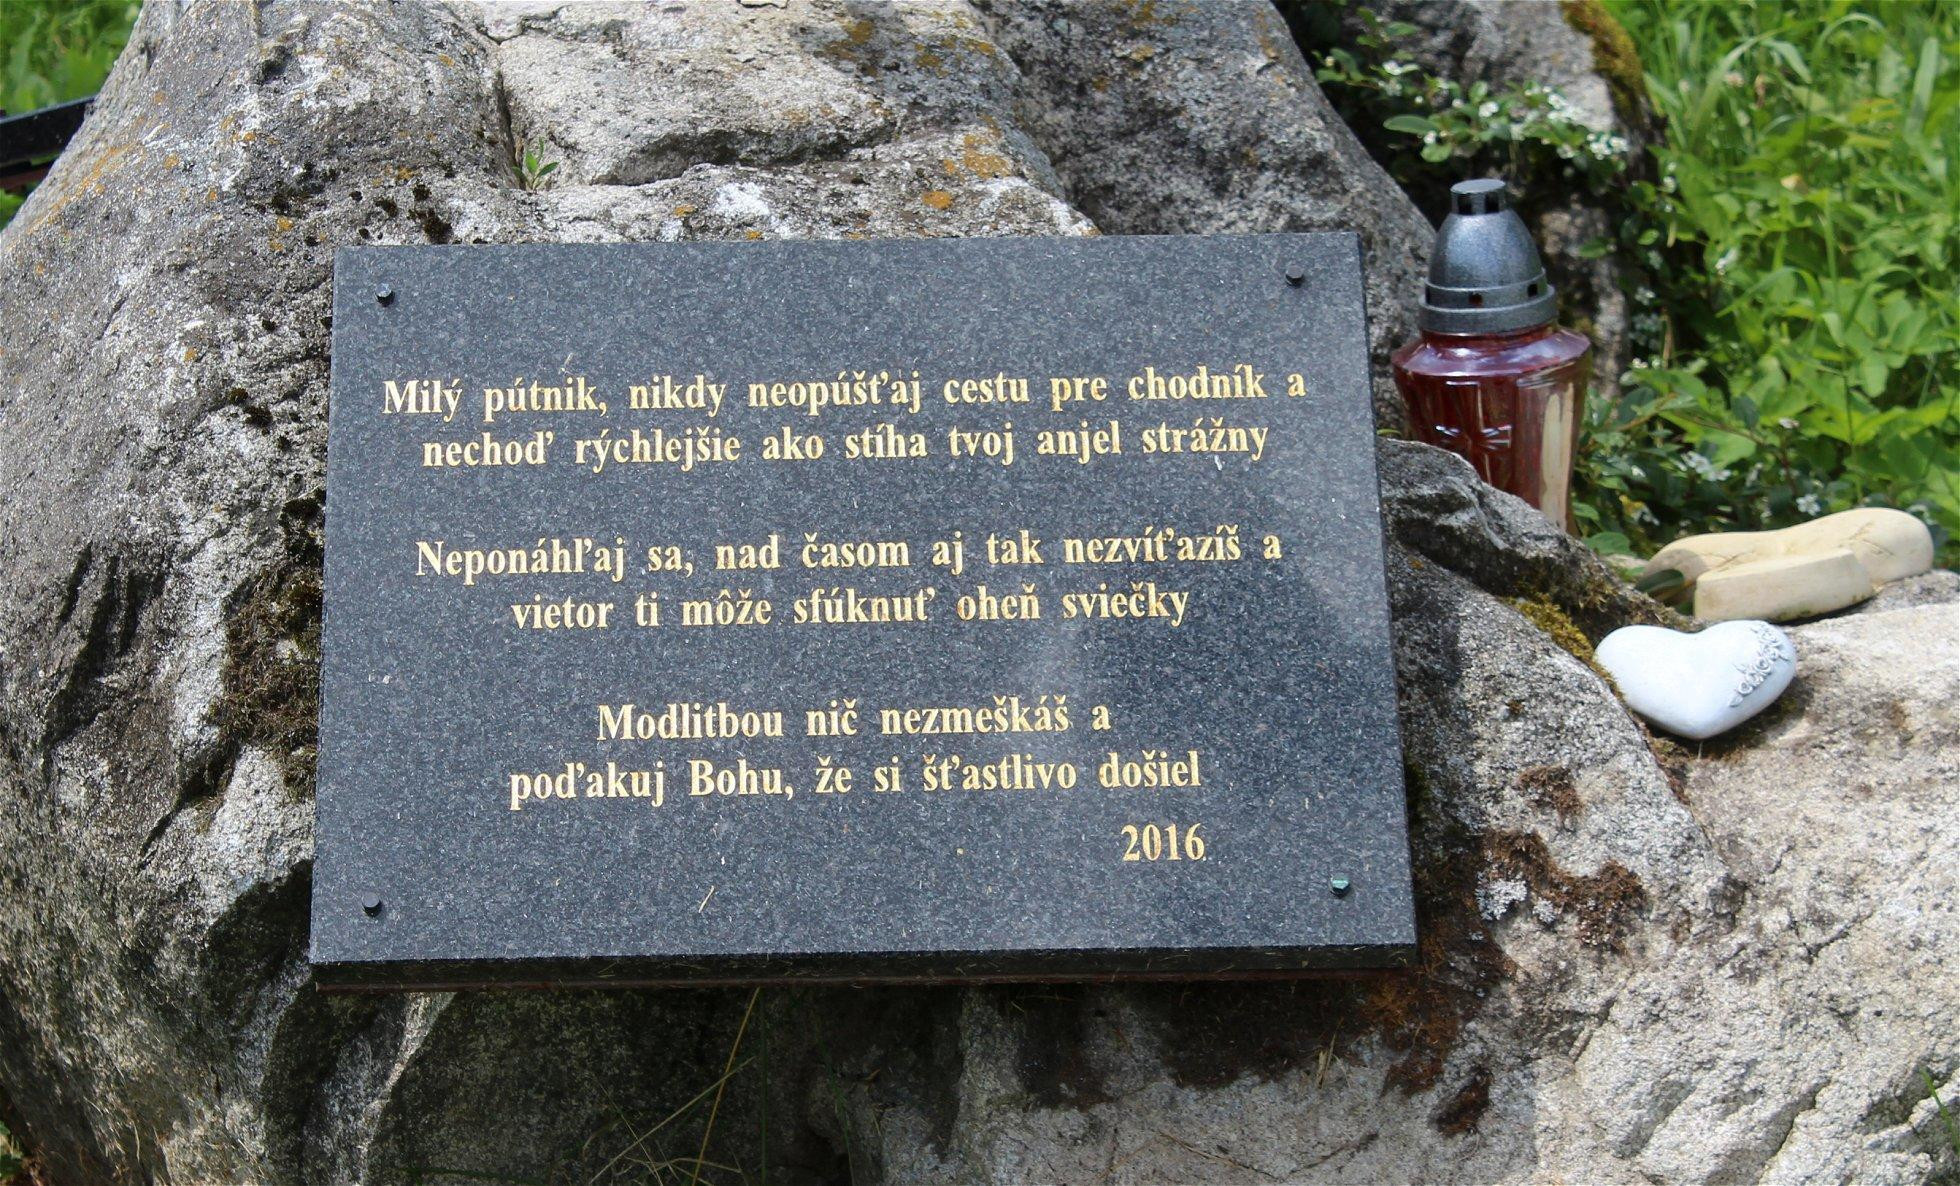 Milý pútnik, nikdy neopúšťaj cestu pre chodník a
nechoď rýchlejšie ako stíha tvoj anjel strážny
Neponáhľaj sa, nad časom aj tak nezvíťazíš a
vietor ti môže sfúknuť oheň sviečky
Modlitbou nič nezmeškáš a
poďakuj Bohu, že si šťastlivo došiel
2016